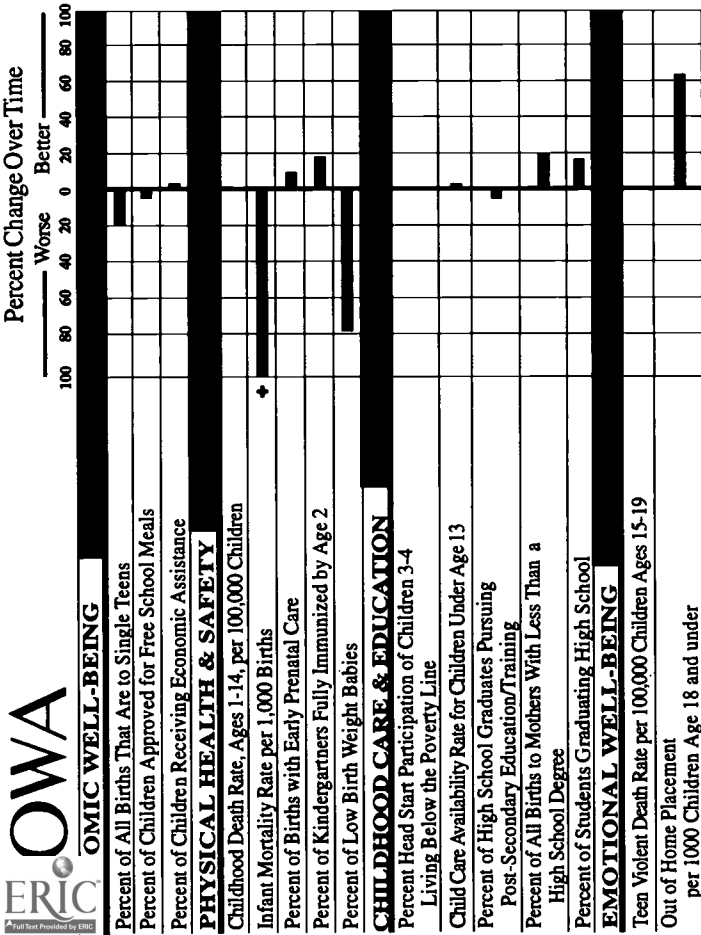 OWA
Percent Change Over Time
Worse Better
100 80 60 40 20 0 20 40 60 80 100
OMIC WELL-BEING
Percent of All Births That Are to Single Teens
Percent of Children Approved for Free School Meals
Percent of Children Receiving Economic Assistance
PHYSICAL HEALTH & SAFETY
Childhood Death Rate, Ages 1-14, per 100,000 Children
Infant Mortality Rate per 1,000 Births
+
Percent of Births with Early Prenatal Care
Percent of Kindergartners Fully Immunized by Age 2
Percent of Low Birth Weight Babies
CHILDHOOD CARE & EDUCATION
Percent Head Start Participation of Children 3-4
Living Below the Poverty Line
Child Care Availability Rate for Children Under Age 13
Percent of High School Graduates Pursuing
Post-Secondary Education/Training
Percent of All Births to Mothers With Less Than a
High School Degree
Percent of Students Graduating High School
EMOTIONAL WELL-BEING
Teen Violent Death Rate per 100,000 Children Ages 15-19
Out of Home Placement
per 1000 Children Age 18 and under
ERIC
Full Text Provided by ERIC